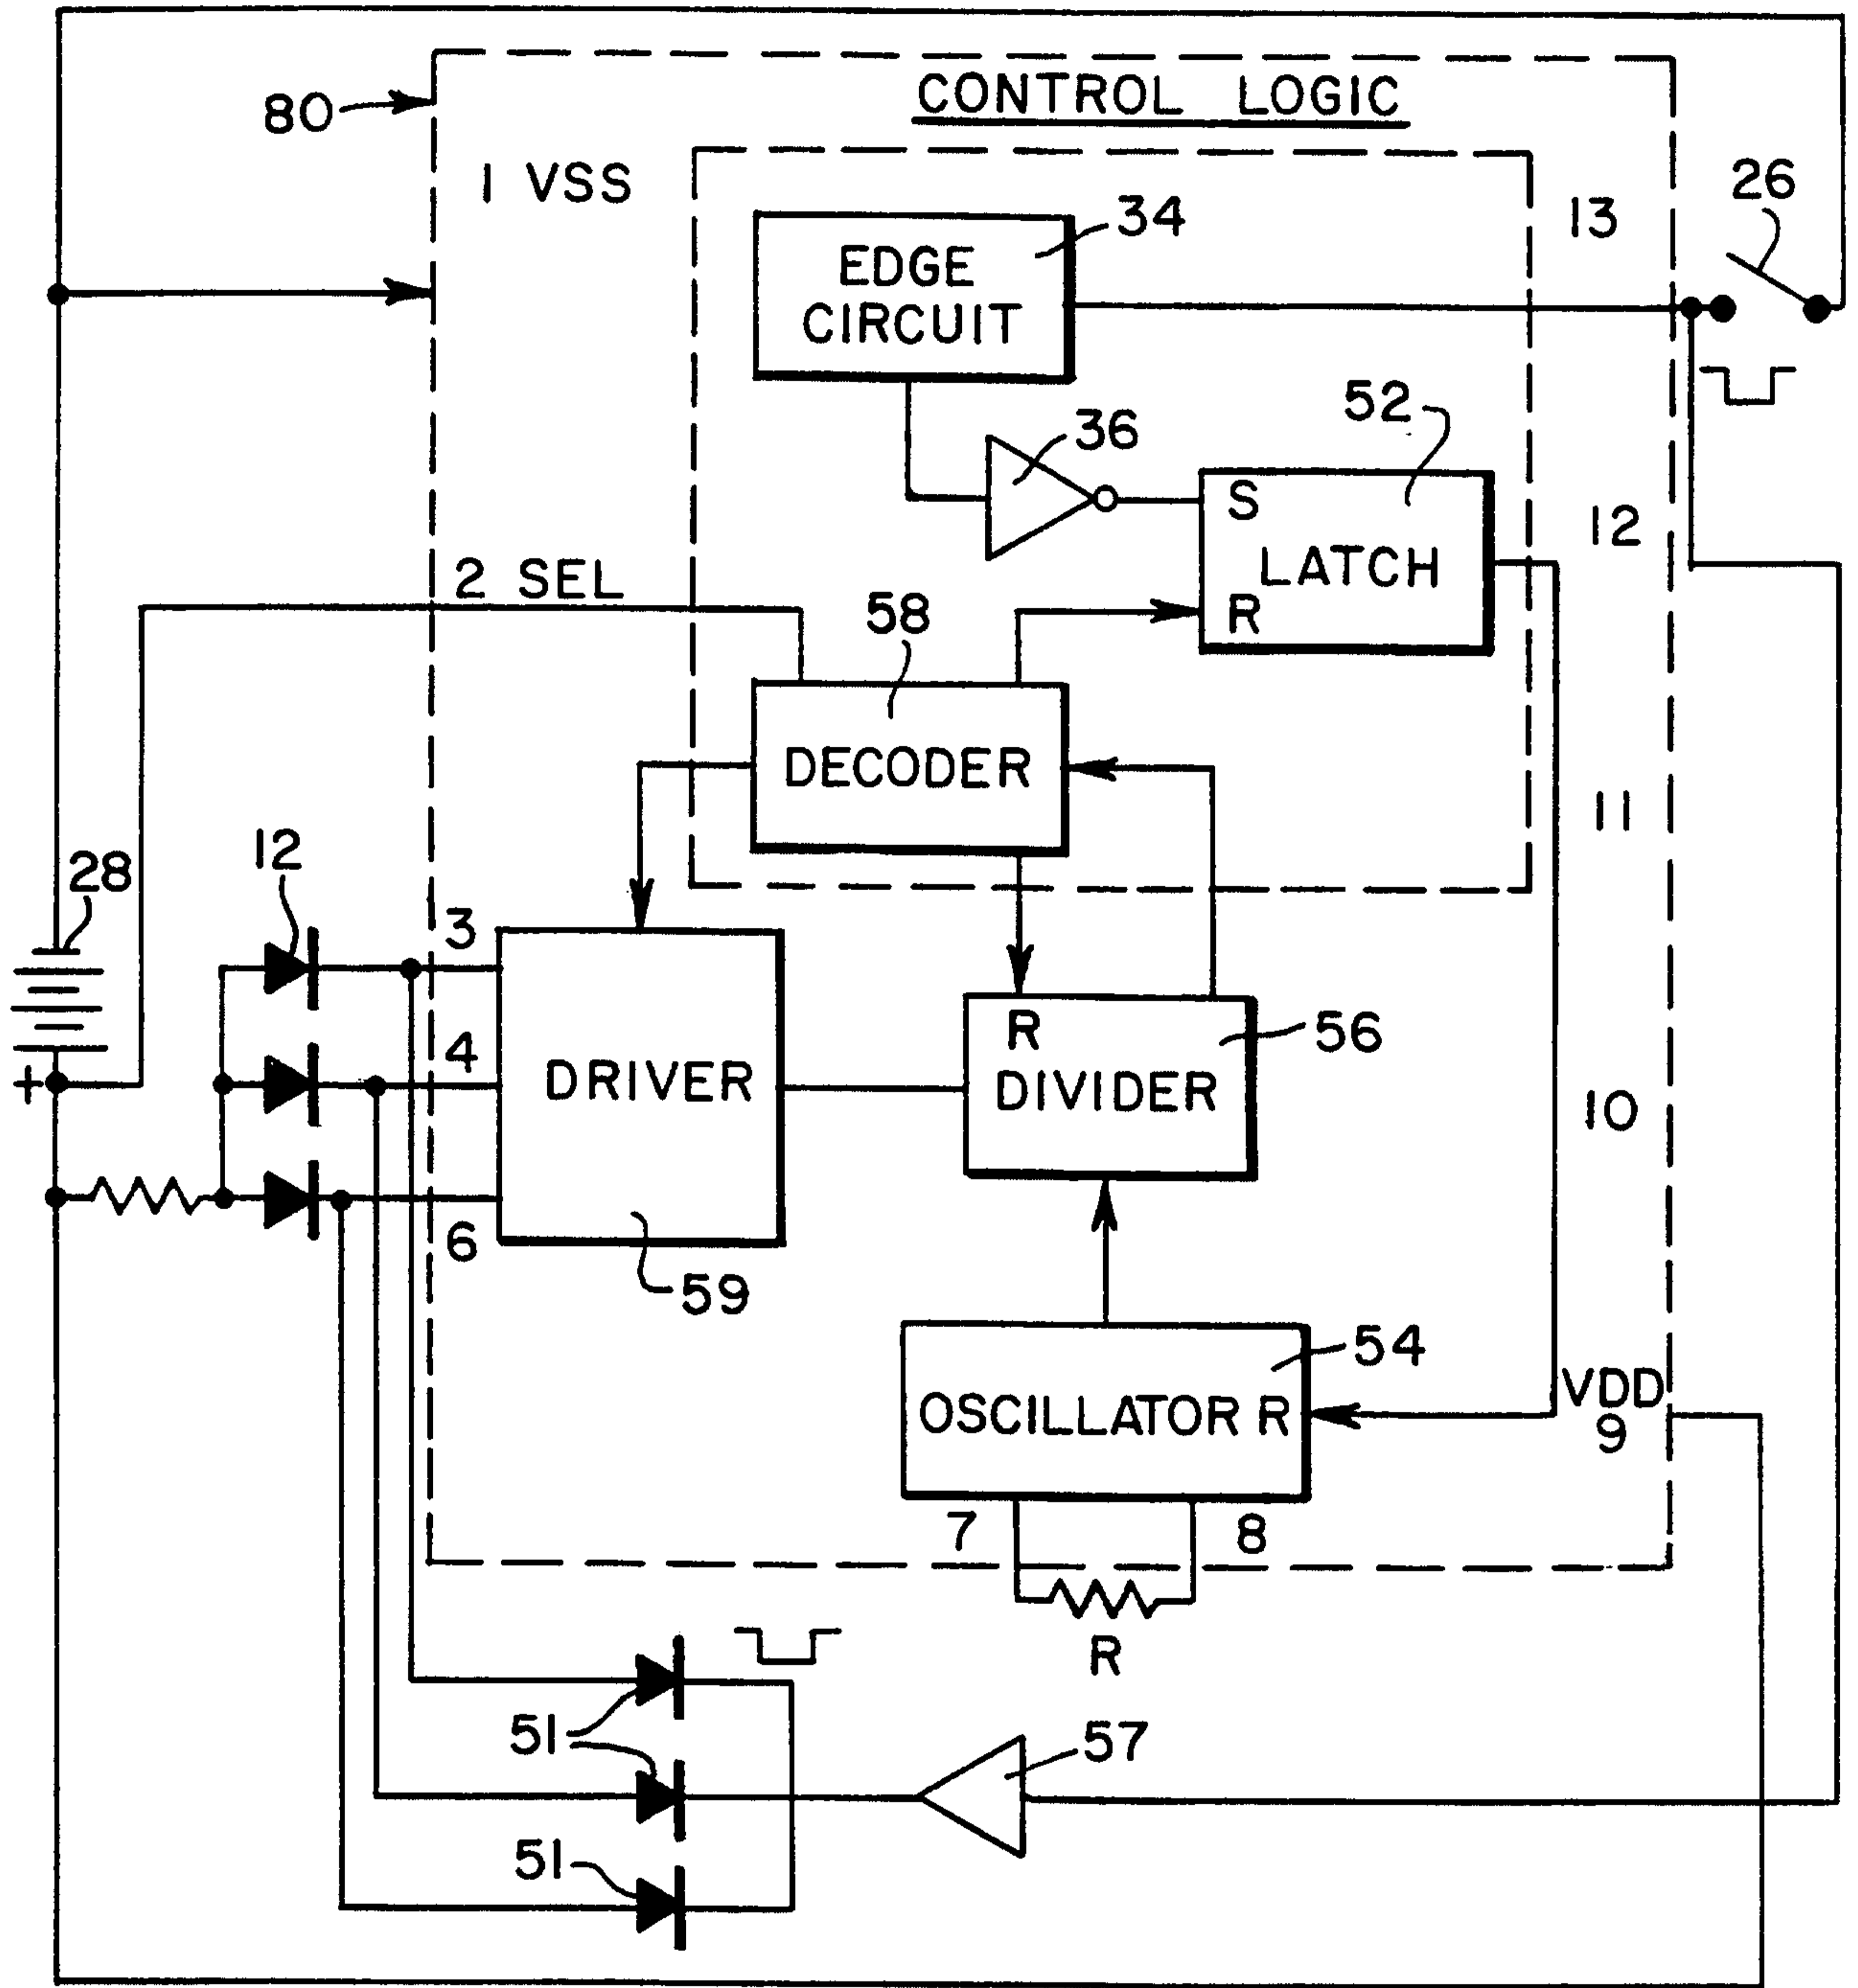 CONTROL LOGIC
80
1 VSS
34
13
26
EDGE
CIRCUIT
36
52
S
12
LATCH
2 SEL
58
R
DECODER
11
12
28
3
R
56
4
DRIVER
DIVIDER
+
10
6
59
54
VDD
OSCILLATOR R
9
7
8
R
51
57
51